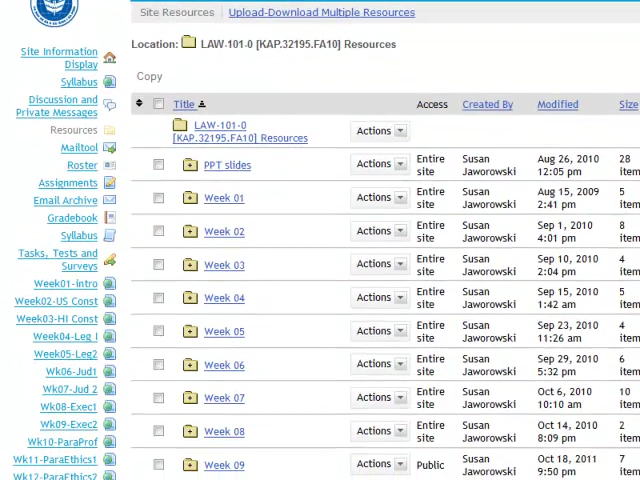 Site Resources Upload-Download Multiple Resources
Location: LAW-101-0 [KAP.32195.FA10] Resources
Copy
Title Access Created By Modified Size
LAW-101-0
[KAP.32195.FA10] Resources
Actions
PPT slides Actions Entire site Susan Jaworowski Aug 26, 2010 12:05 pm 28 item
Week 01 Actions Entire site Susan Jaworowski Aug 15, 2009 2:41 pm 5 item
Week 02 Actions Entire site Susan Jaworowski Sep 1, 2010 4:01 pm 8 item
Week 03 Actions Entire site Susan Jaworowski Sep 10, 2010 2:04 pm 4 item
Week 04 Actions Entire site Susan Jaworowski Sep 15, 2010 1:42 am 5 item
Week 05 Actions Entire site Susan Jaworowski Sep 23, 2010 11:26 am 4 item
Week 06 Actions Entire site Susan Jaworowski Sep 29, 2010 5:32 pm 6 item
Week 07 Actions Entire site Susan Jaworowski Oct 6, 2010 10:10 am 10 item
Week 08 Actions Entire site Susan Jaworowski Oct 14, 2010 8:09 pm 2 item
Week 09 Actions Public Susan Jaworowski Oct 18, 2011 9:50 pm 7 item
Site Information
Display
Syllabus
Discussion and
Private Messages
Resources
Mailtool
Roster
Assignments
Email Archive
Gradebook
Syllabus
Tasks, Tests and
Surveys
Week01-intro
Week02-US Const
Week03-HI Const
Week04-Leg I
Week05-Leg2
Wk06-Jud1
Wk07-Jud 2
Wk08-Exec1
Wk09-Exec2
Wk10-ParaProf
Wk11-ParaEthics1
Wk12-ParaEthics2